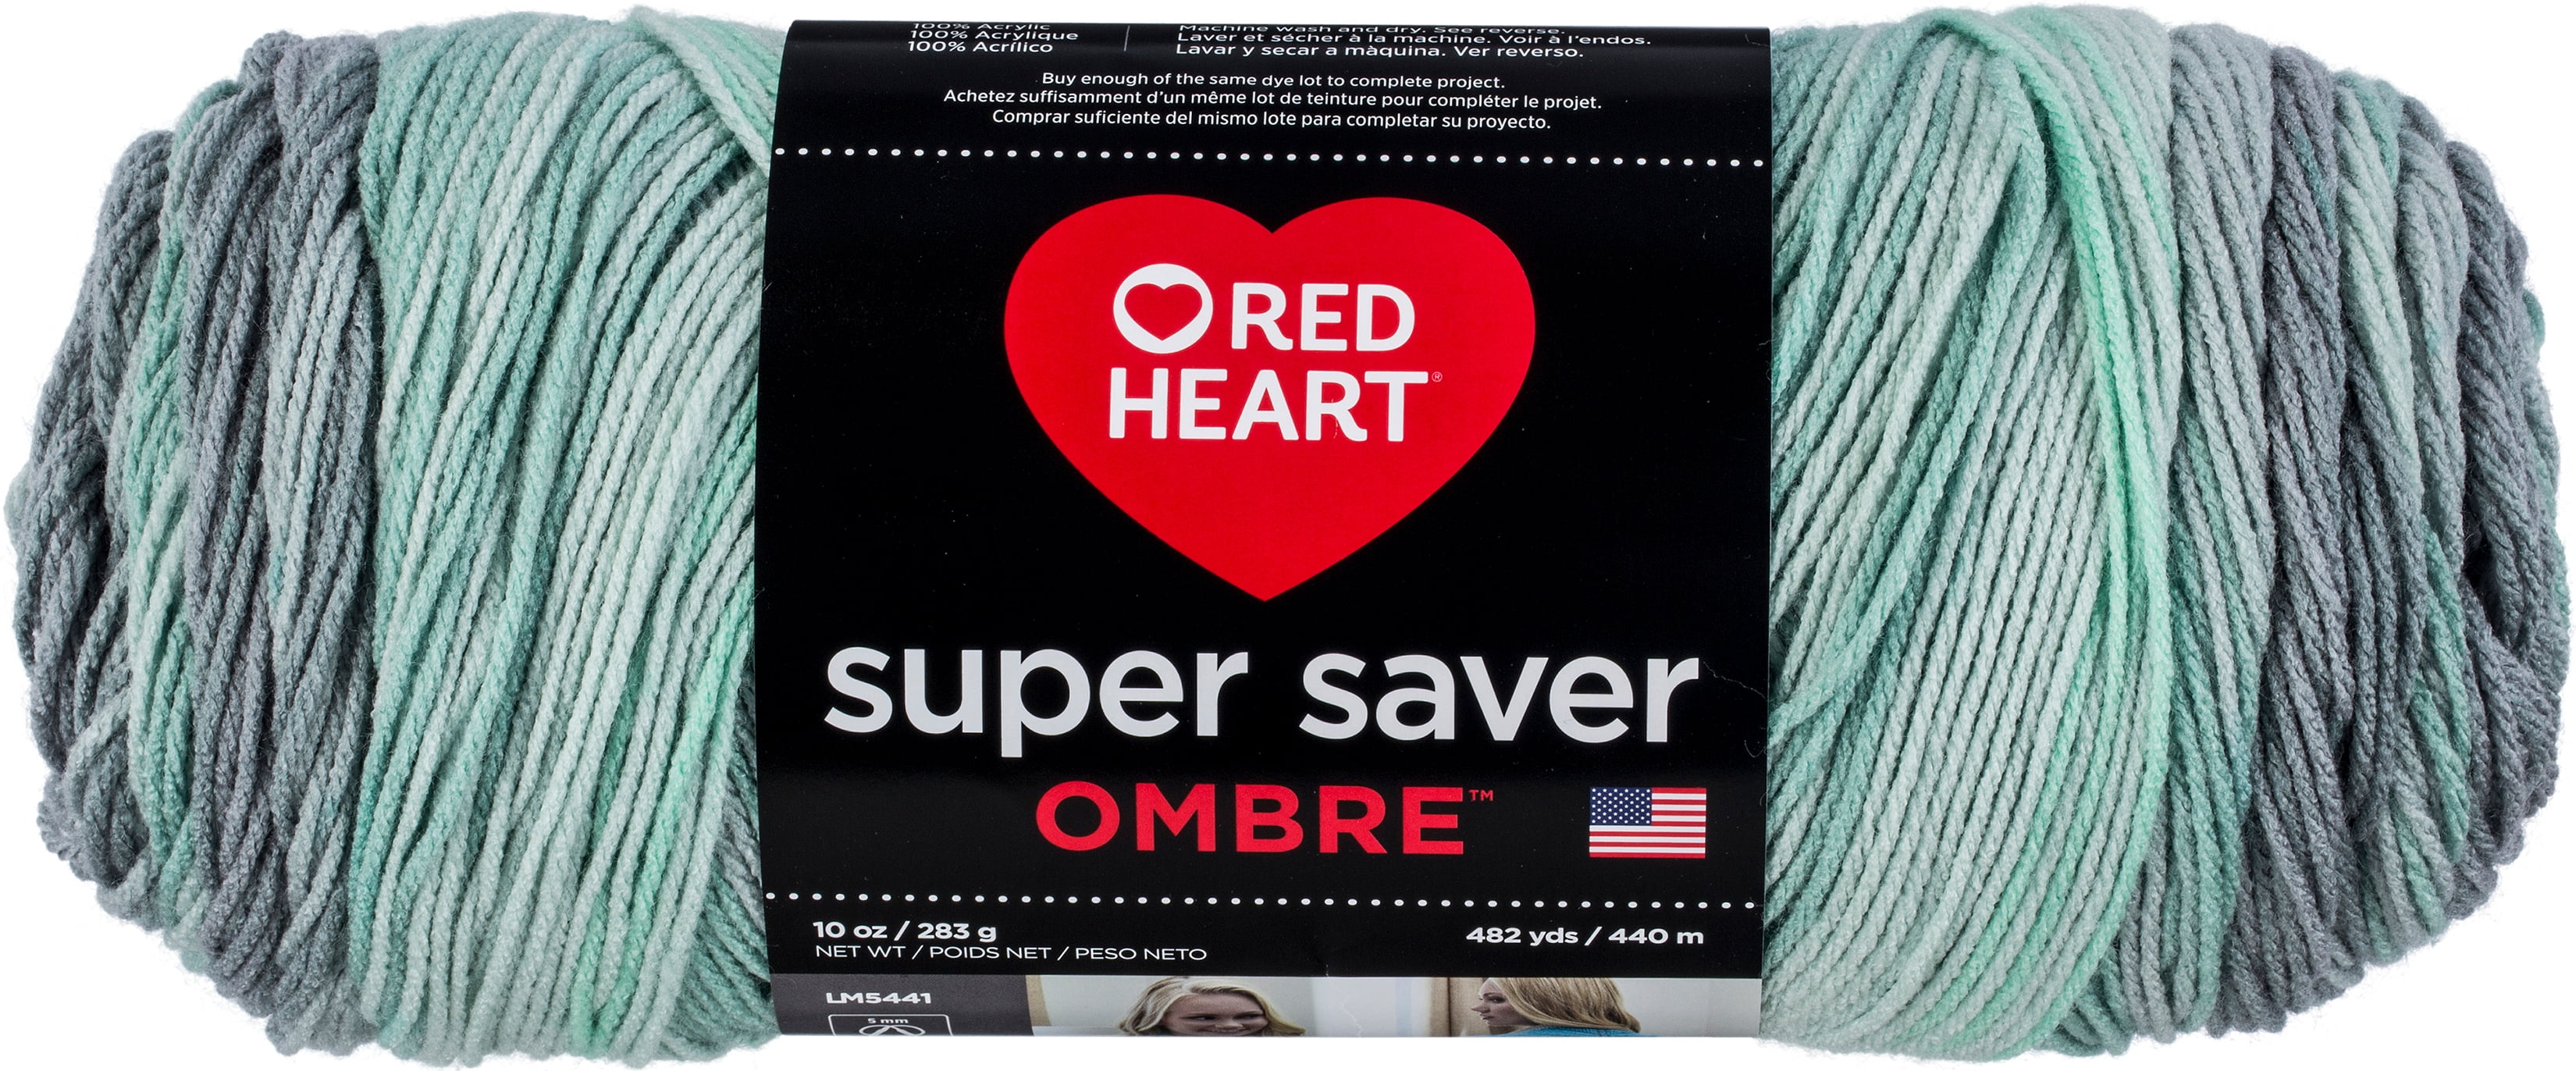 100% Acrylic
100% Acrylique
100% Acrílico
Machine wash and dry. See reverse.
Laver et sécher à la machine. Voir à l'endos.
Lavar y secar a màquina. Ver reverso.
Buy enough of the same dye lot to complete project.
Achetez suffisamment d'un même lot de teinture pour compléter le projet.
Comprar suficiente del mismo lote para completar su proyecto.
RED
HEART®
super saver
OMBRE™
10 oz / 283 g
NET WT / POIDS NET / PESO NETO
482 yds / 440 m
LM5441
5 mm